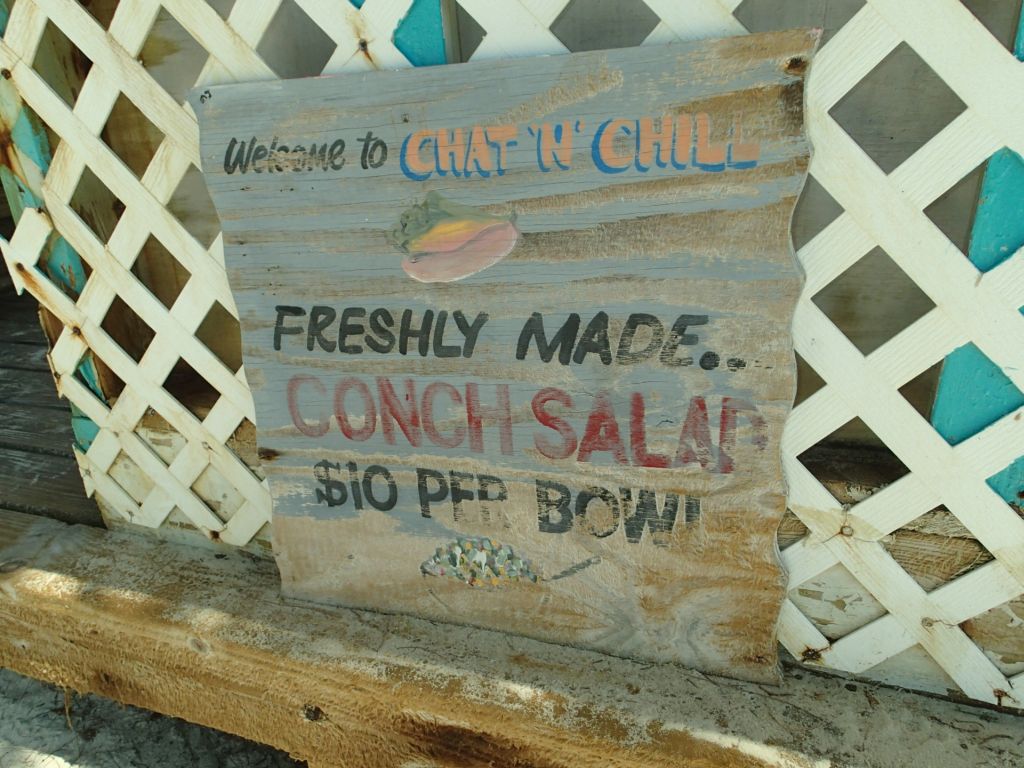 Welcome to CHAT 'N' CHILL
FRESHLY MADE...
CONCH SALAD
$10 PER BOWL